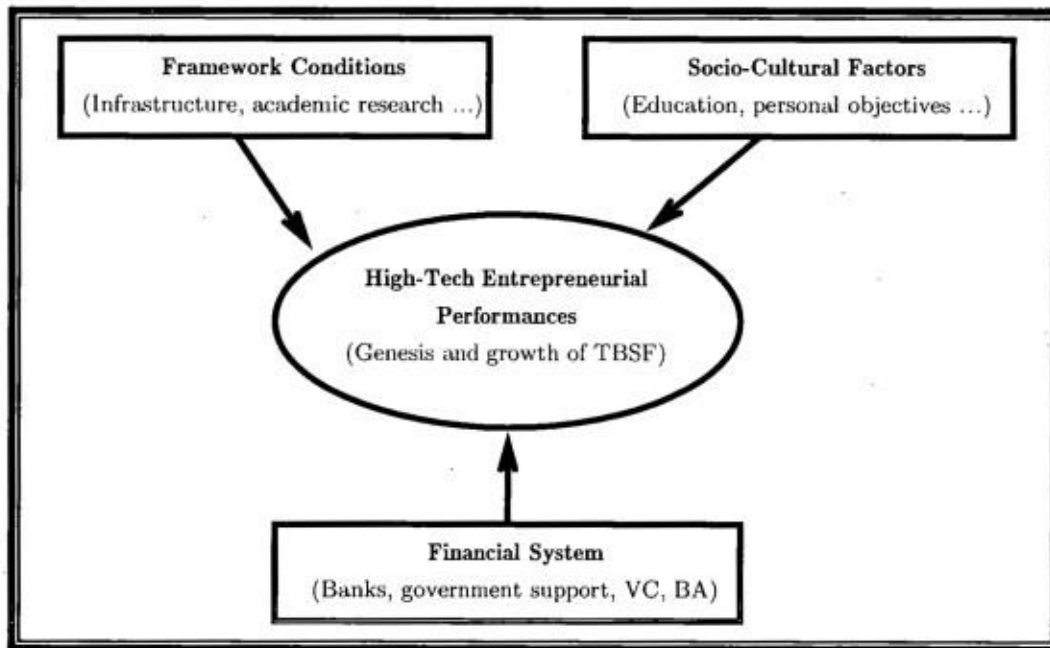 Framework Conditions
(Infrastructure, academic research ...)
Socio-Cultural Factors
(Education, personal objectives ...)
High-Tech Entrepreneurial
Performances
(Genesis and growth of TBSF)
Financial System
(Banks, government support, VC, BA)